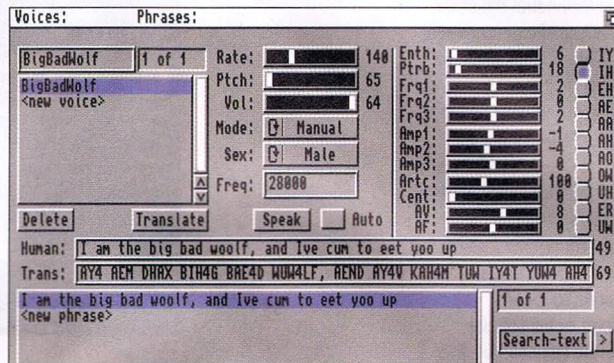 Voices: Phrases:
BigBadWolf 1 of 1
BigBadWolf
<new voice>
Delete Translate
Rate: 140
Ptch: 65
Vol: 64
Mode: Manual
Sex: Male
Freq: 28000
Speak Auto
Enth: 6
Ptrb: 18
Frq1: 2
Frq2: 0
Frq3: 2
Amp1: -1
Amp2: -4
Amp3: 0
Artc: 100
Cent: 0
AV: 8
AF: 0
IY
IH
EH
AE
AA
AH
AO
OW
UH
ER
UW
Human: I am the big bad woolf, and Ive cum to eet yoo up 49
Trans: AY4 AEM DHAX BIH4G BAE4D WUW4LF, AEND AY4V KAH4M TUW IY4T YUW4 AH4 69
I am the big bad woolf, and Ive cum to eet yoo up
<new phrase>
1 of 1
Search-text >